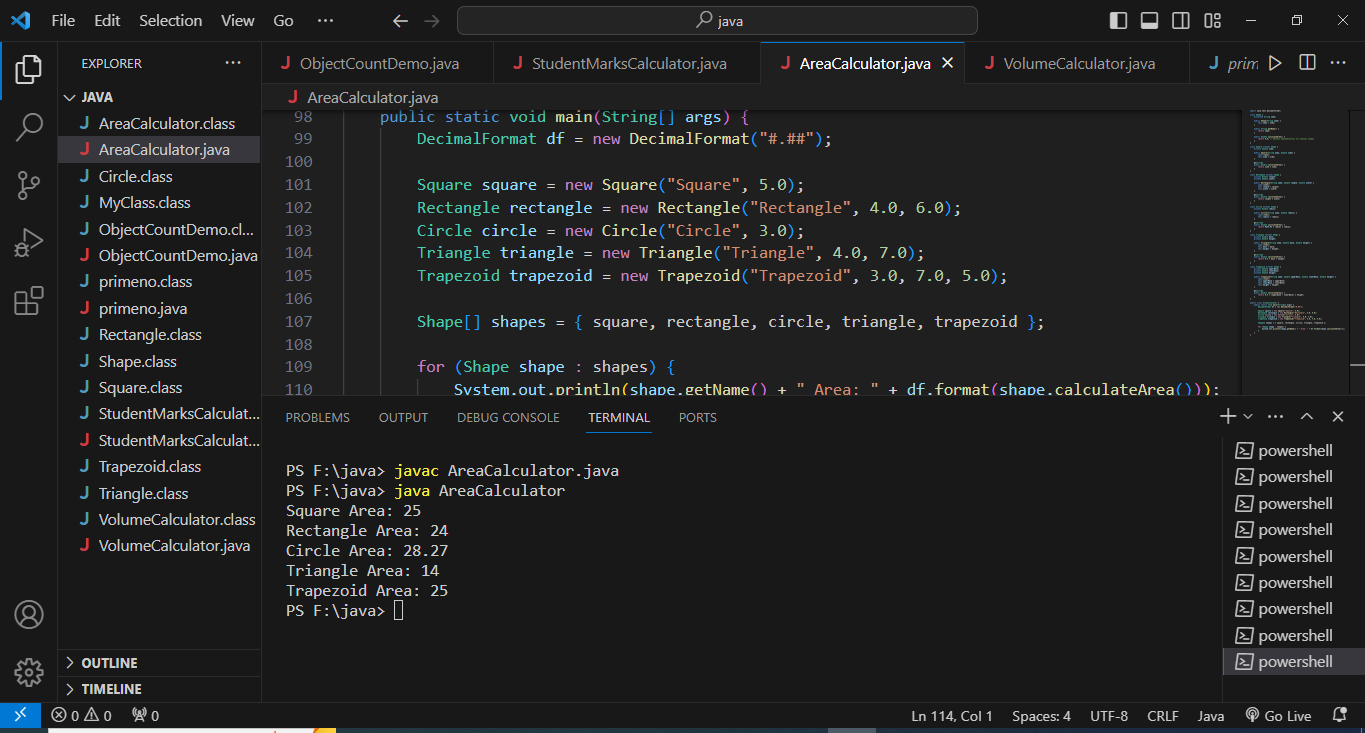 File Edit Selection View Go ···
java
EXPLORER ···
JAVA
AreaCalculator.class
AreaCalculator.java
Circle.class
MyClass.class
ObjectCountDemo.cl...
ObjectCountDemo.java
primeno.class
primeno.java
Rectangle.class
Shape.class
Square.class
StudentMarksCalculat...
StudentMarksCalculat...
Trapezoid.class
Triangle.class
VolumeCalculator.class
VolumeCalculator.java
OUTLINE
TIMELINE
ObjectCountDemo.java StudentMarksCalculator.java AreaCalculator.java VolumeCalculator.java prim
AreaCalculator.java
98 public static void main(String[] args) {
99 DecimalFormat df = new DecimalFormat("#.##");
100
101 Square square = new Square("Square", 5.0);
102 Rectangle rectangle = new Rectangle("Rectangle", 4.0, 6.0);
103 Circle circle = new Circle("Circle", 3.0);
104 Triangle triangle = new Triangle("Triangle", 4.0, 7.0);
105 Trapezoid trapezoid = new Trapezoid("Trapezoid", 3.0, 7.0, 5.0);
106
107 Shape[] shapes = { square, rectangle, circle, triangle, trapezoid };
108
109 for (Shape shape : shapes) {
110 System.out.println(shape.getName() + " Area: " + df.format(shape.calculateArea()));
PROBLEMS OUTPUT DEBUG CONSOLE TERMINAL PORTS
PS F:\java> javac AreaCalculator.java
PS F:\java> java AreaCalculator
Square Area: 25
Rectangle Area: 24
Circle Area: 28.27
Triangle Area: 14
Trapezoid Area: 25
PS F:\java>
powershell
powershell
powershell
powershell
powershell
powershell
powershell
powershell
powershell
0 0 0 Ln 114, Col 1 Spaces: 4 UTF-8 CRLF Java Go Live